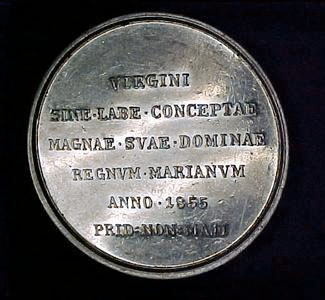 VIRGINI
SINE·LABE·CONCEPTAE
MAGNAE·SVAE·DOMINAE
REGNVM·MARIANVM
ANNO·1855
PRID·NON·MAII